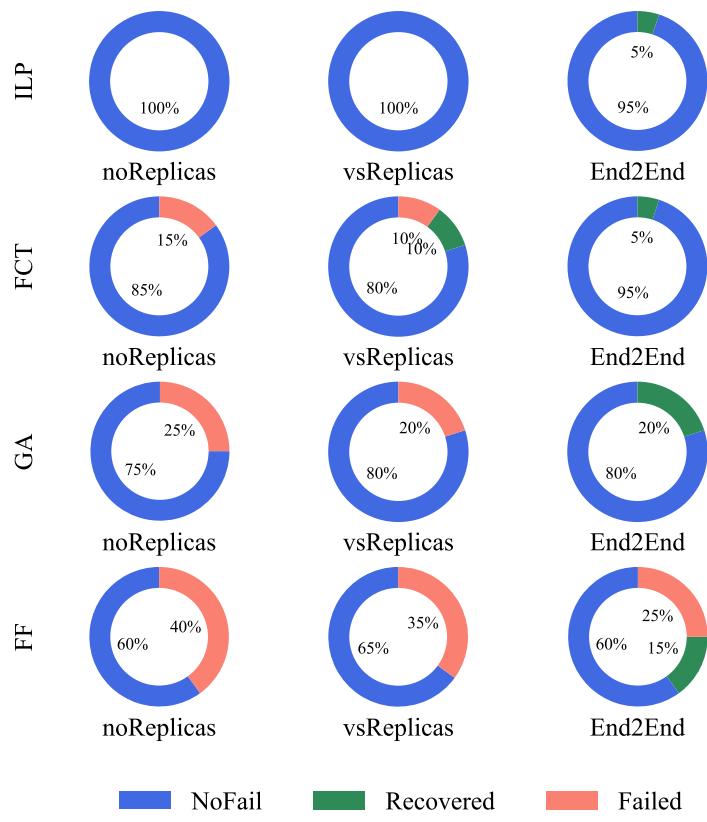 ILP
100%
100%
5%
95%
noReplicas
vsReplicas
End2End
FCT
15%
85%
10%
10%
80%
5%
95%
noReplicas
vsReplicas
End2End
GA
25%
75%
20%
80%
20%
80%
noReplicas
vsReplicas
End2End
FF
40%
60%
35%
65%
25%
15%
60%
noReplicas
vsReplicas
End2End
NoFail
Recovered
Failed